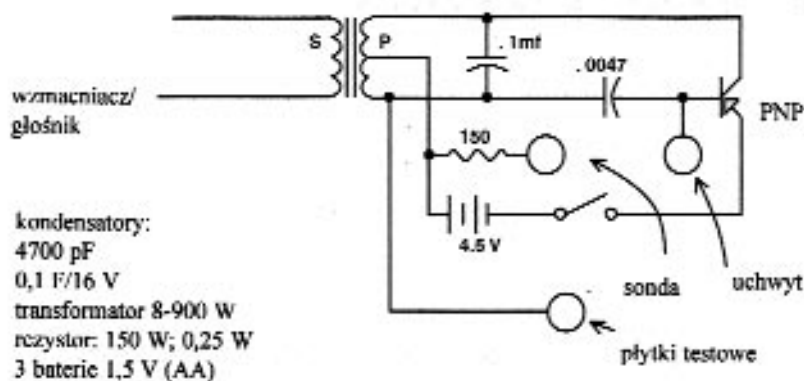 S
P
.1mf
.0047
wzmacniacz/
głośnik
PNP
150
4.5 V
kondensatory:
4700 pF
0,1 F/16 V
transformator 8-900 W
rezystor: 150 W; 0,25 W
3 baterie 1,5 V (AA)
sonda
uchwyt
płytki testowe